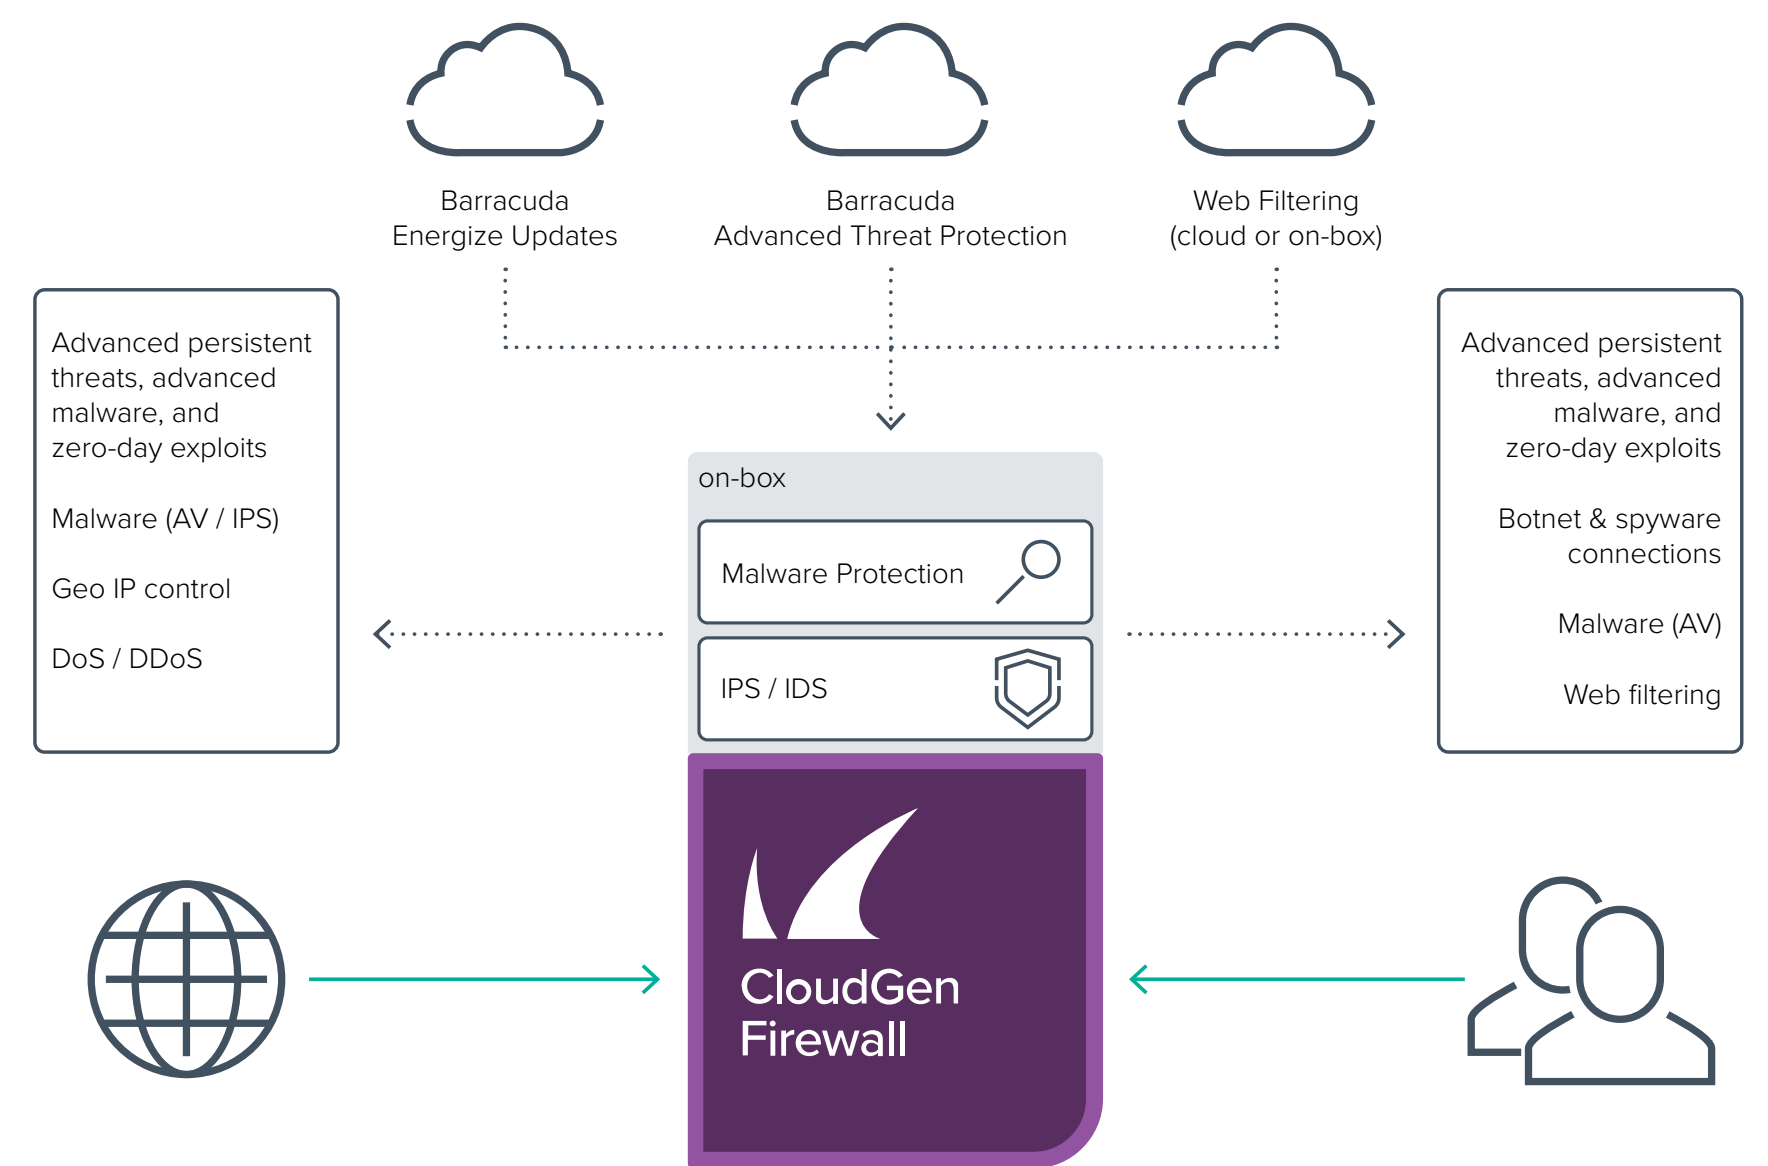 Barracuda
Energize Updates
Barracuda
Advanced Threat Protection
Web Filtering
(cloud or on-box)
Advanced persistent
threats, advanced
malware, and
zero-day exploits
Malware (AV / IPS)
Geo IP control
DoS / DDoS
on-box
Malware Protection
IPS / IDS
CloudGen
Firewall
Advanced persistent
threats, advanced
malware, and
zero-day exploits
Botnet & spyware
connections
Malware (AV)
Web filtering